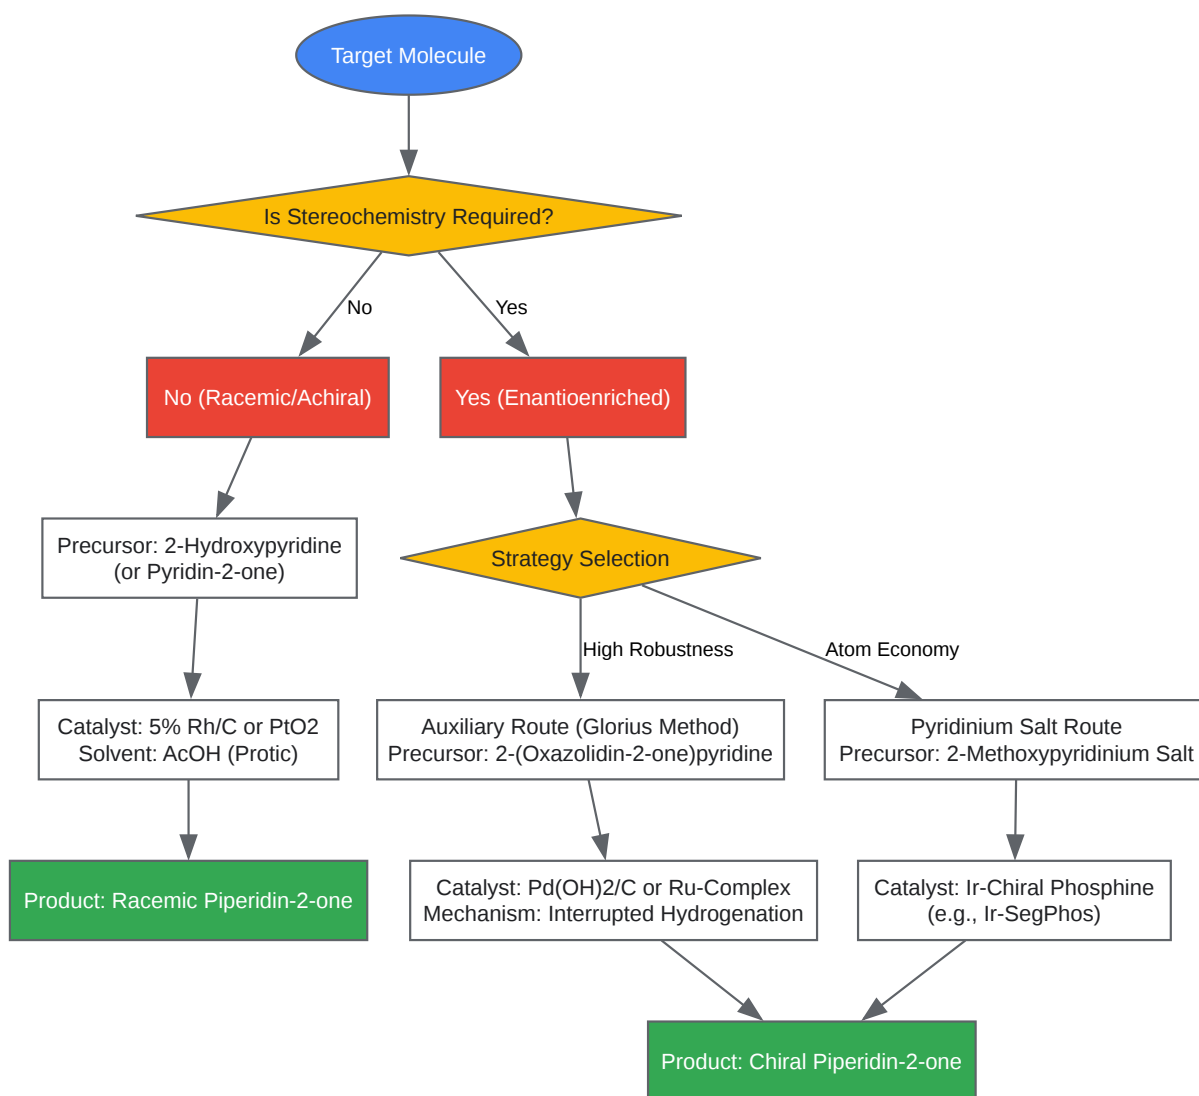 Target Molecule
Is Stereochemistry Required?
No
Yes
No (Racemic/Achiral)
Yes (Enantioenriched)
Precursor: 2-Hydroxypyridine
(or Pyridin-2-one)
Strategy Selection
High Robustness
Atom Economy
Catalyst: 5% Rh/C or PtO2
Solvent: AcOH (Protic)
Auxiliary Route (Glorius Method)
Precursor: 2-(Oxazolidin-2-one)pyridine
Pyridinium Salt Route
Precursor: 2-Methoxypyridinium Salt
Product: Racemic Piperidin-2-one
Catalyst: Pd(OH)2/C or Ru-Complex
Mechanism: Interrupted Hydrogenation
Catalyst: Ir-Chiral Phosphine
(e.g., Ir-SegPhos)
Product: Chiral Piperidin-2-one